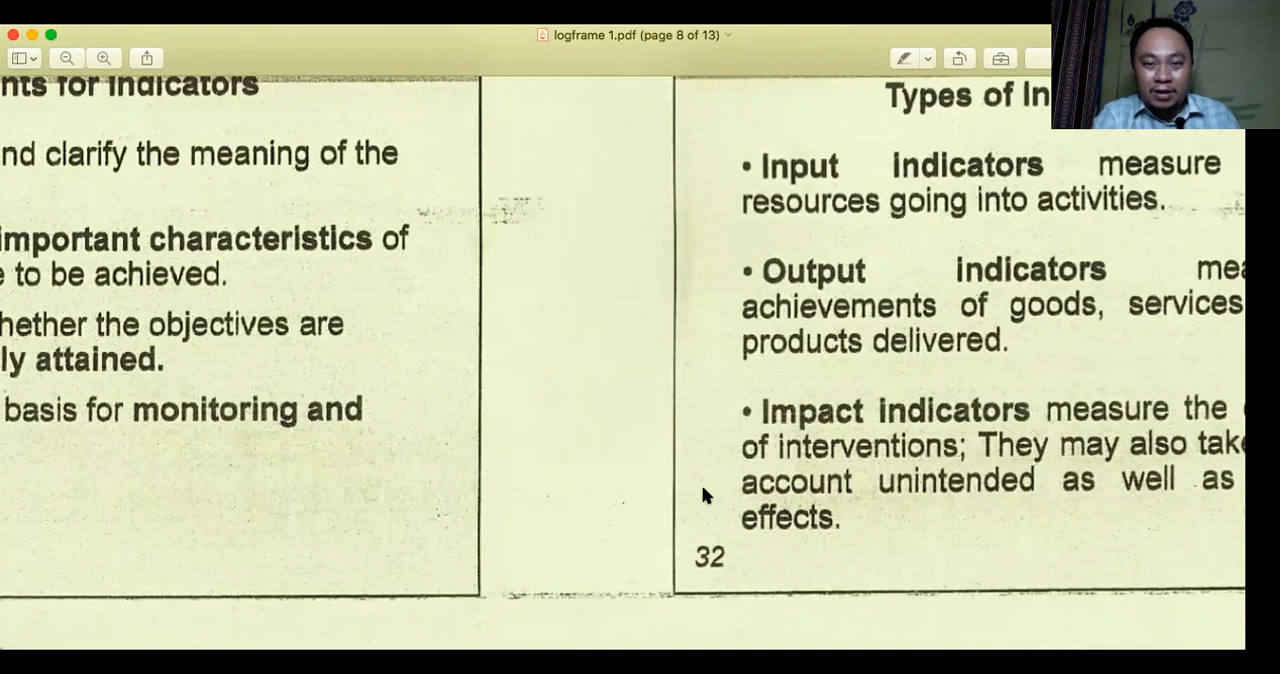 logframe 1.pdf (page 8 of 13)
nts for indicators
nd clarify the meaning of the
important characteristics of
to be achieved.
hether the objectives are
ly attained.
basis for monitoring and
Types of In
• Input indicators measure
resources going into activities.
• Output indicators mea
achievements of goods, services
products delivered.
• Impact indicators measure the
of interventions; They may also take
account unintended as well as
effects.
32